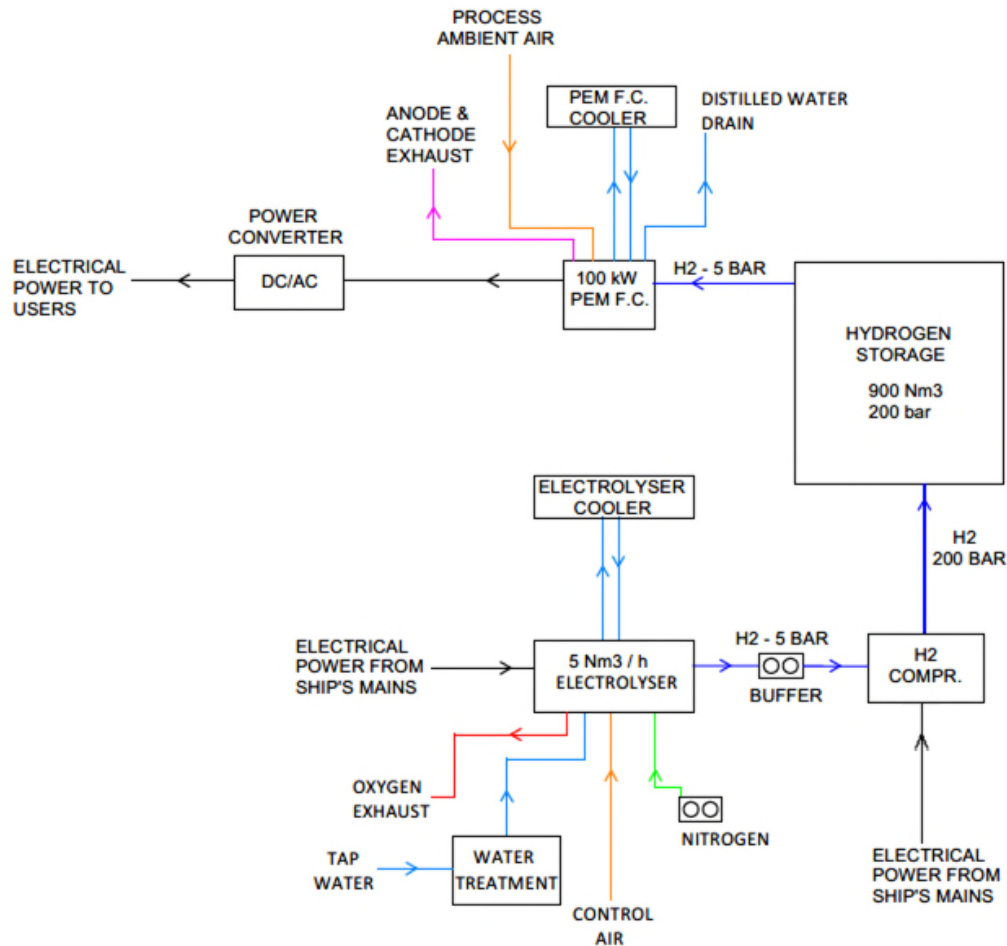 PROCESS
AMBIENT AIR
PEM F.C.
COOLER
DISTILLED WATER
DRAIN
ANODE &
CATHODE
EXHAUST
POWER
CONVERTER
ELECTRICAL
POWER TO
USERS
DC/AC
100 kW
PEM F.C.
H2 - 5 BAR
HYDROGEN
STORAGE
900 Nm3
200 bar
ELECTROLYSER
COOLER
H2
200 BAR
ELECTRICAL
POWER FROM
SHIP'S MAINS
5 Nm3 / h
ELECTROLYSER
H2 - 5 BAR
BUFFER
H2
COMPR.
OXYGEN
EXHAUST
NITROGEN
TAP
WATER
WATER
TREATMENT
CONTROL
AIR
ELECTRICAL
POWER FROM
SHIP'S MAINS